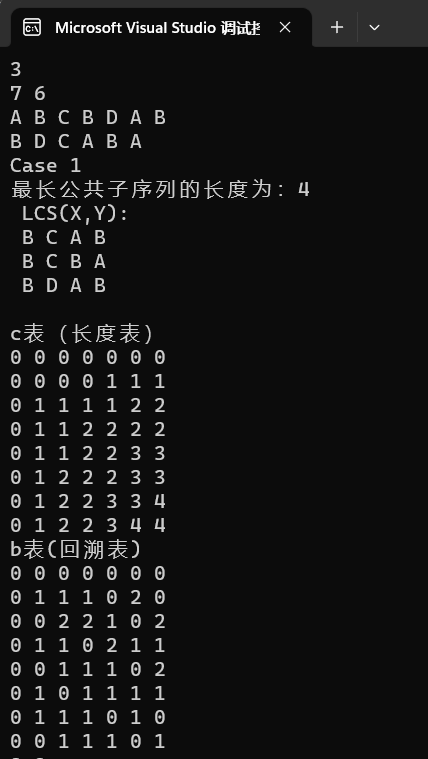 Microsoft Visual Studio 调试
3
7 6
A B C B D A B
B D C A B A
Case 1
最长公共子序列的长度为: 4
LCS(X,Y):
B C A B
B C B A
B D A B
c表 (长度表)
0 0 0 0 0 0 0
0 0 0 0 1 1 1
0 1 1 1 1 2 2
0 1 1 2 2 2 2
0 1 1 2 2 3 3
0 1 2 2 2 3 3
0 1 2 2 3 3 4
0 1 2 2 3 4 4
b表(回溯表)
0 0 0 0 0 0 0
0 1 1 1 0 2 0
0 0 2 2 1 0 2
0 1 1 0 2 1 1
0 0 1 1 1 0 2
0 1 0 1 1 1 1
0 1 1 1 0 1 0
0 0 1 1 1 0 1